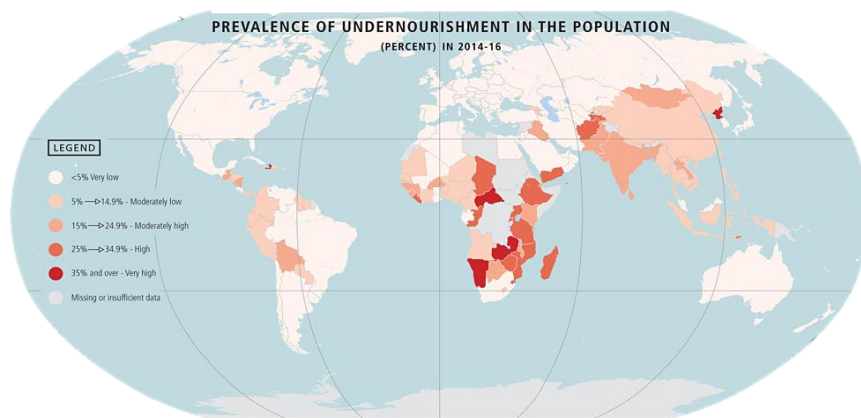 PREVALENCE OF UNDERNOURISHMENT IN THE POPULATION
(PERCENT) IN 2014-16
LEGEND
<5% Very low
5%—▷14.9% - Moderately low
15%—▷24.9% - Moderately high
25%—▷34.9% - High
35% and over - Very high
Missing or insufficient data